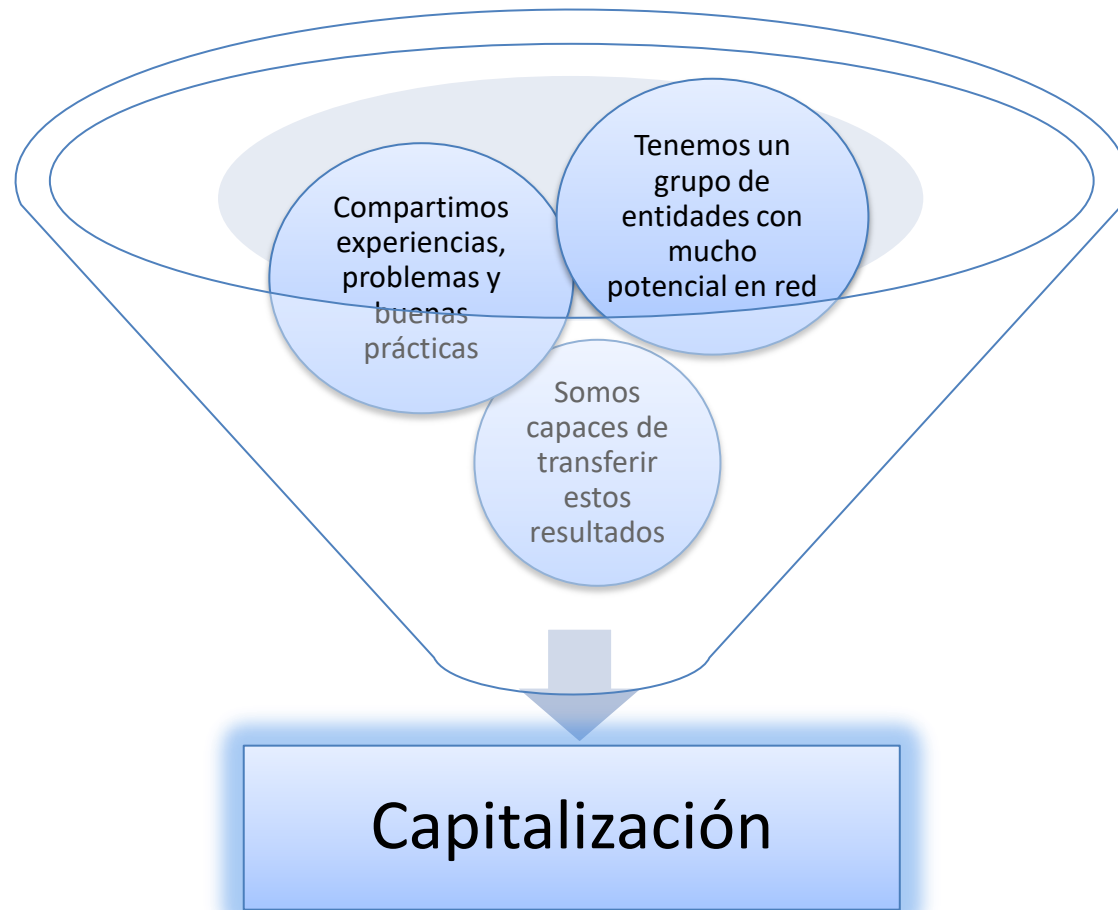 Tenemos un
grupo de
entidades con
mucho
potencial en red
Compartimos
experiencias,
problemas y
buenas
prácticas
Somos
capaces de
transferir
estos
resultados
Capitalización